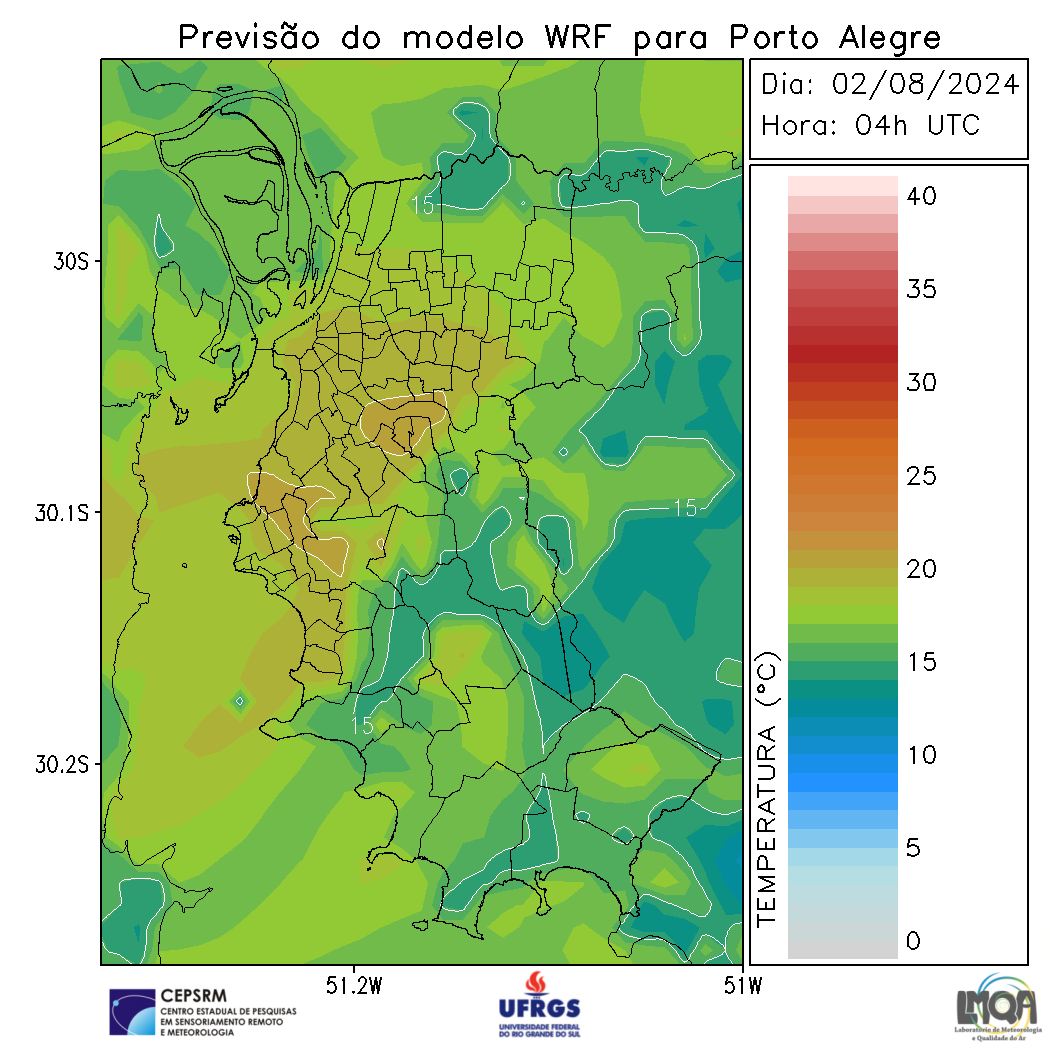 Previsão do modelo WRF para Porto Alegre
Dia: 02/08/2024
Hora: 04h UTC
40
35
30
25
20
15
10
5
0
TEMPERATURA (°C)
30S
30.1S
30.2S
51.2W
51W
15
15
15
CEPSRM
CENTRO ESTADUAL DE PESQUISAS
EM SENSORIAMENTO REMOTO
E METEOROLOGIA
UFRGS
UNIVERSIDADE FEDERAL
DO RIO GRANDE DO SUL
LMQA
Laboratório de Meteorologia
e Qualidade do Ar